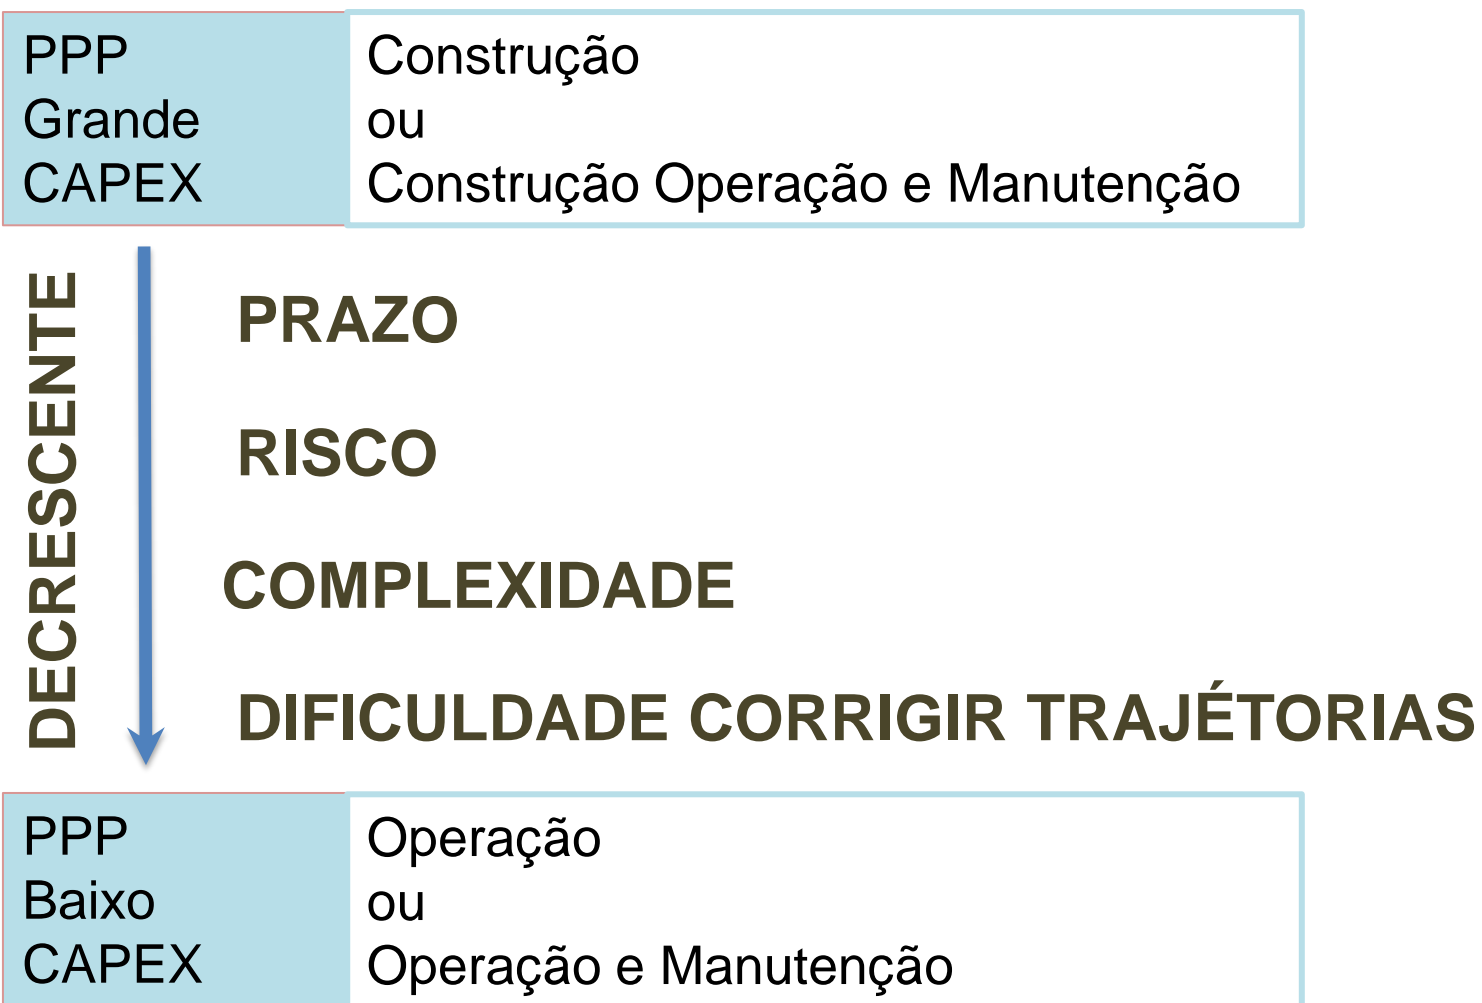 PPP
Grande
CAPEX
Construção
ou
Construção Operação e Manutenção
DECRESCENTE
PRAZO
RISCO
COMPLEXIDADE
DIFICULDADE CORRIGIR TRAJÉTORIAS
PPP
Baixo
CAPEX
Operação
ou
Operação e Manutenção